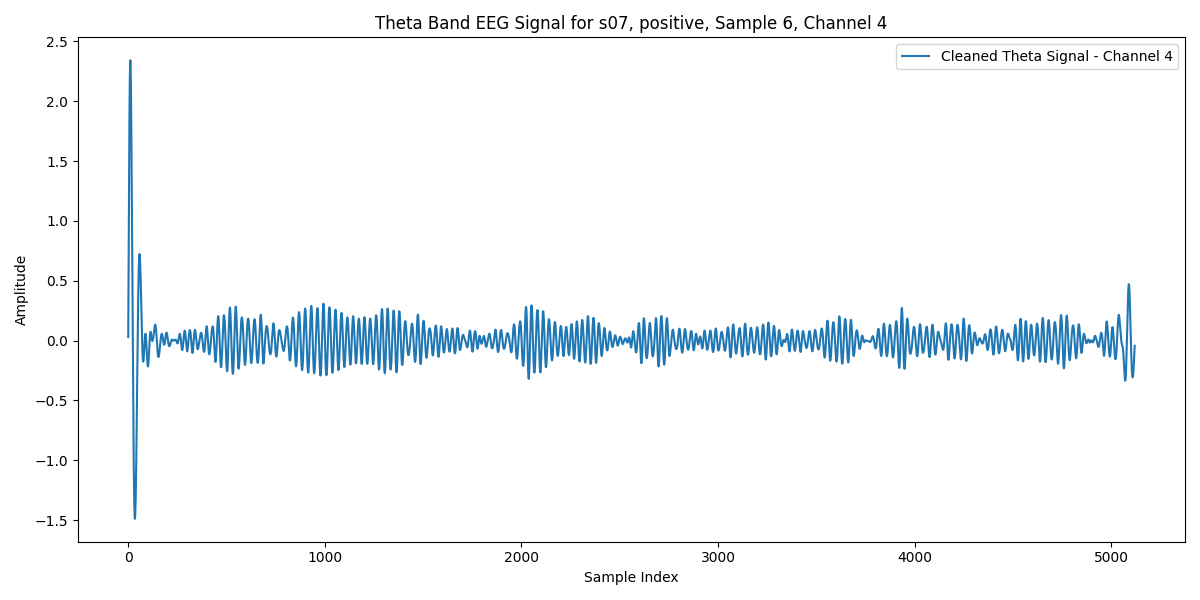 Theta Band EEG Signal for s07, positive, Sample 6, Channel 4
Cleaned Theta Signal - Channel 4
Amplitude
2.5
2.0
1.5
1.0
0.5
0.0
−0.5
−1.0
−1.5
0 1000 2000 3000 4000 5000
Sample Index